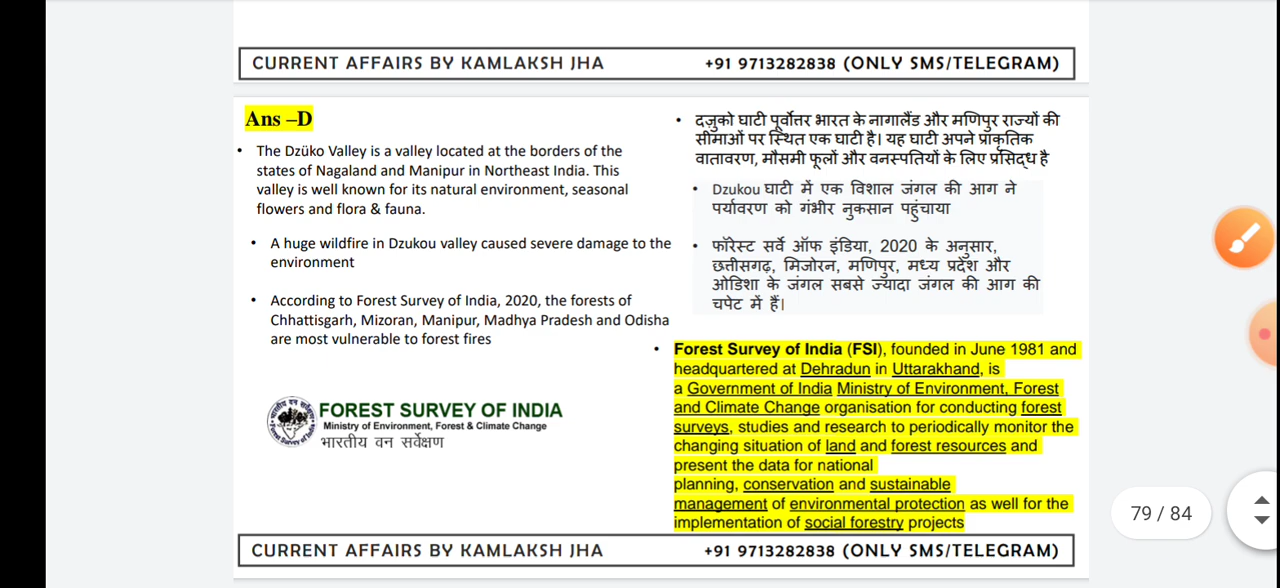 CURRENT AFFAIRS BY KAMLAKSH JHA +91 9713282838 (ONLY SMS/TELEGRAM)
Ans –D
• The Dzüko Valley is a valley located at the borders of the
states of Nagaland and Manipur in Northeast India. This
valley is well known for its natural environment, seasonal
flowers and flora & fauna.
• A huge wildfire in Dzukou valley caused severe damage to the
environment
• According to Forest Survey of India, 2020, the forests of
Chhattisgarh, Mizoran, Manipur, Madhya Pradesh and Odisha
are most vulnerable to forest fires
FOREST SURVEY OF INDIA
Ministry of Environment, Forest & Climate Change
भारतीय वन सर्वेक्षण
• दज़ुको घाटी पूर्वोत्तर भारत के नागालैंड और मणिपुर राज्यों की
सीमाओं पर स्थित एक घाटी है। यह घाटी अपने प्राकृतिक
वातावरण, मौसमी फूलों और वनस्पतियों के लिए प्रसिद्ध है
• Dzukou घाटी में एक विशाल जंगल की आग ने
पर्यावरण को गंभीर नुकसान पहुंचाया
• फॉरेस्ट सर्वे ऑफ इंडिया, 2020 के अनुसार,
छत्तीसगढ़, मिजोरन, मणिपुर, मध्य प्रदेश और
ओडिशा के जंगल सबसे ज्यादा जंगल की आग की
चपेट में हैं।
• Forest Survey of India (FSI), founded in June 1981 and
headquartered at Dehradun in Uttarakhand, is
a Government of India Ministry of Environment, Forest
and Climate Change organisation for conducting forest
surveys, studies and research to periodically monitor the
changing situation of land and forest resources and
present the data for national
planning, conservation and sustainable
management of environmental protection as well for the
implementation of social forestry projects
79 / 84
CURRENT AFFAIRS BY KAMLAKSH JHA +91 9713282838 (ONLY SMS/TELEGRAM)